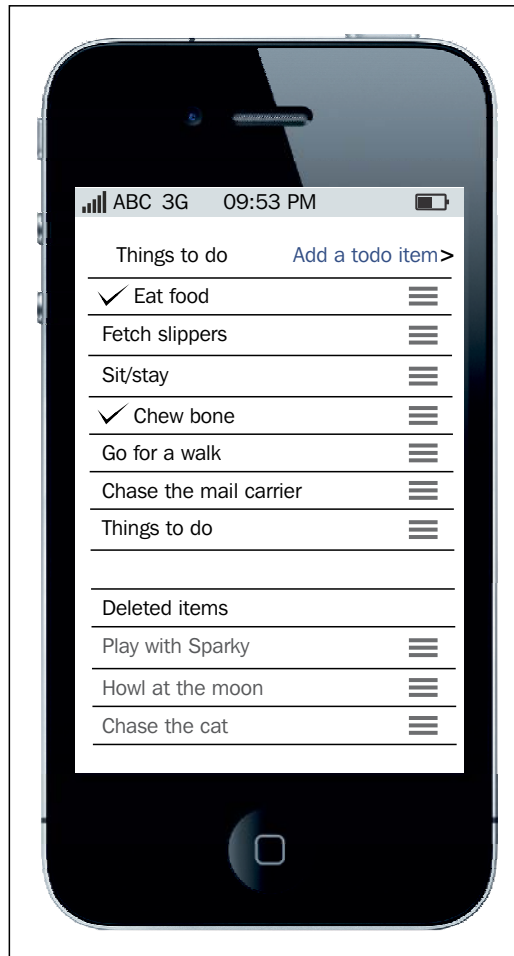 ABC 3G 09:53 PM
Things to do Add a todo item>
Eat food
Fetch slippers
Sit/stay
Chew bone
Go for a walk
Chase the mail carrier
Things to do
Deleted items
Play with Sparky
Howl at the moon
Chase the cat